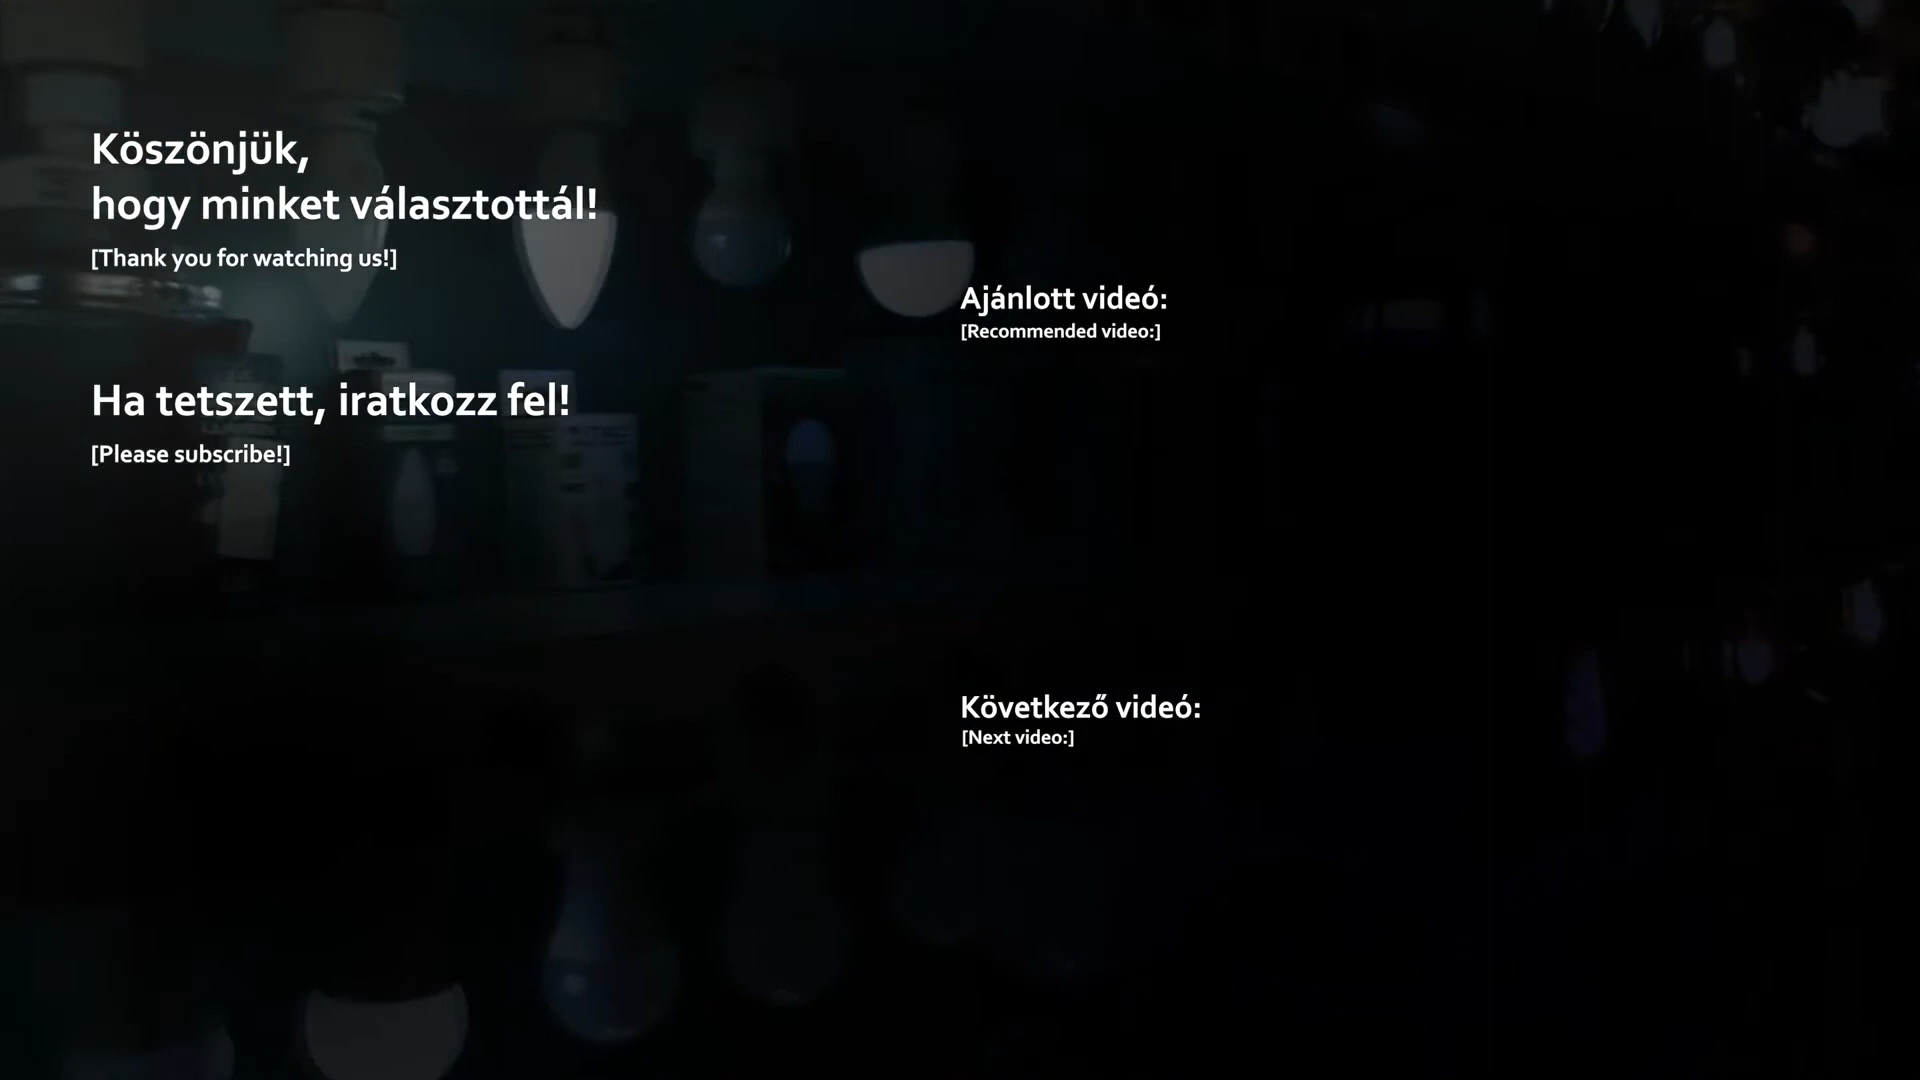 Köszönjük,
hogy minket választottál!
[Thank you for watching us!]
Ha tetszett, iratkozz fel!
[Please subscribe!]
Ajánlott videó:
[Recommended video:]
Következő videó:
[Next video:]